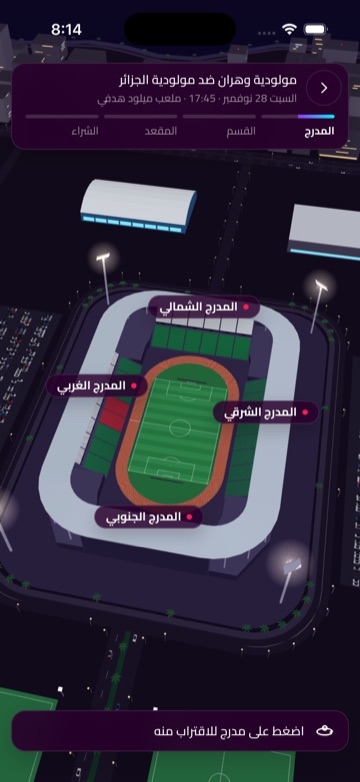 8:14
مولودية وهران ضد مولودية الجزائر
السبت 28 نوفمبر · 17:45 · ملعب ميلود هدفي
المدرج
القسم
المقعد
الشراء
المدرج الشمالي
المدرج الغربي
المدرج الشرقي
المدرج الجنوبي
اضغط على مدرج للاقتراب منه